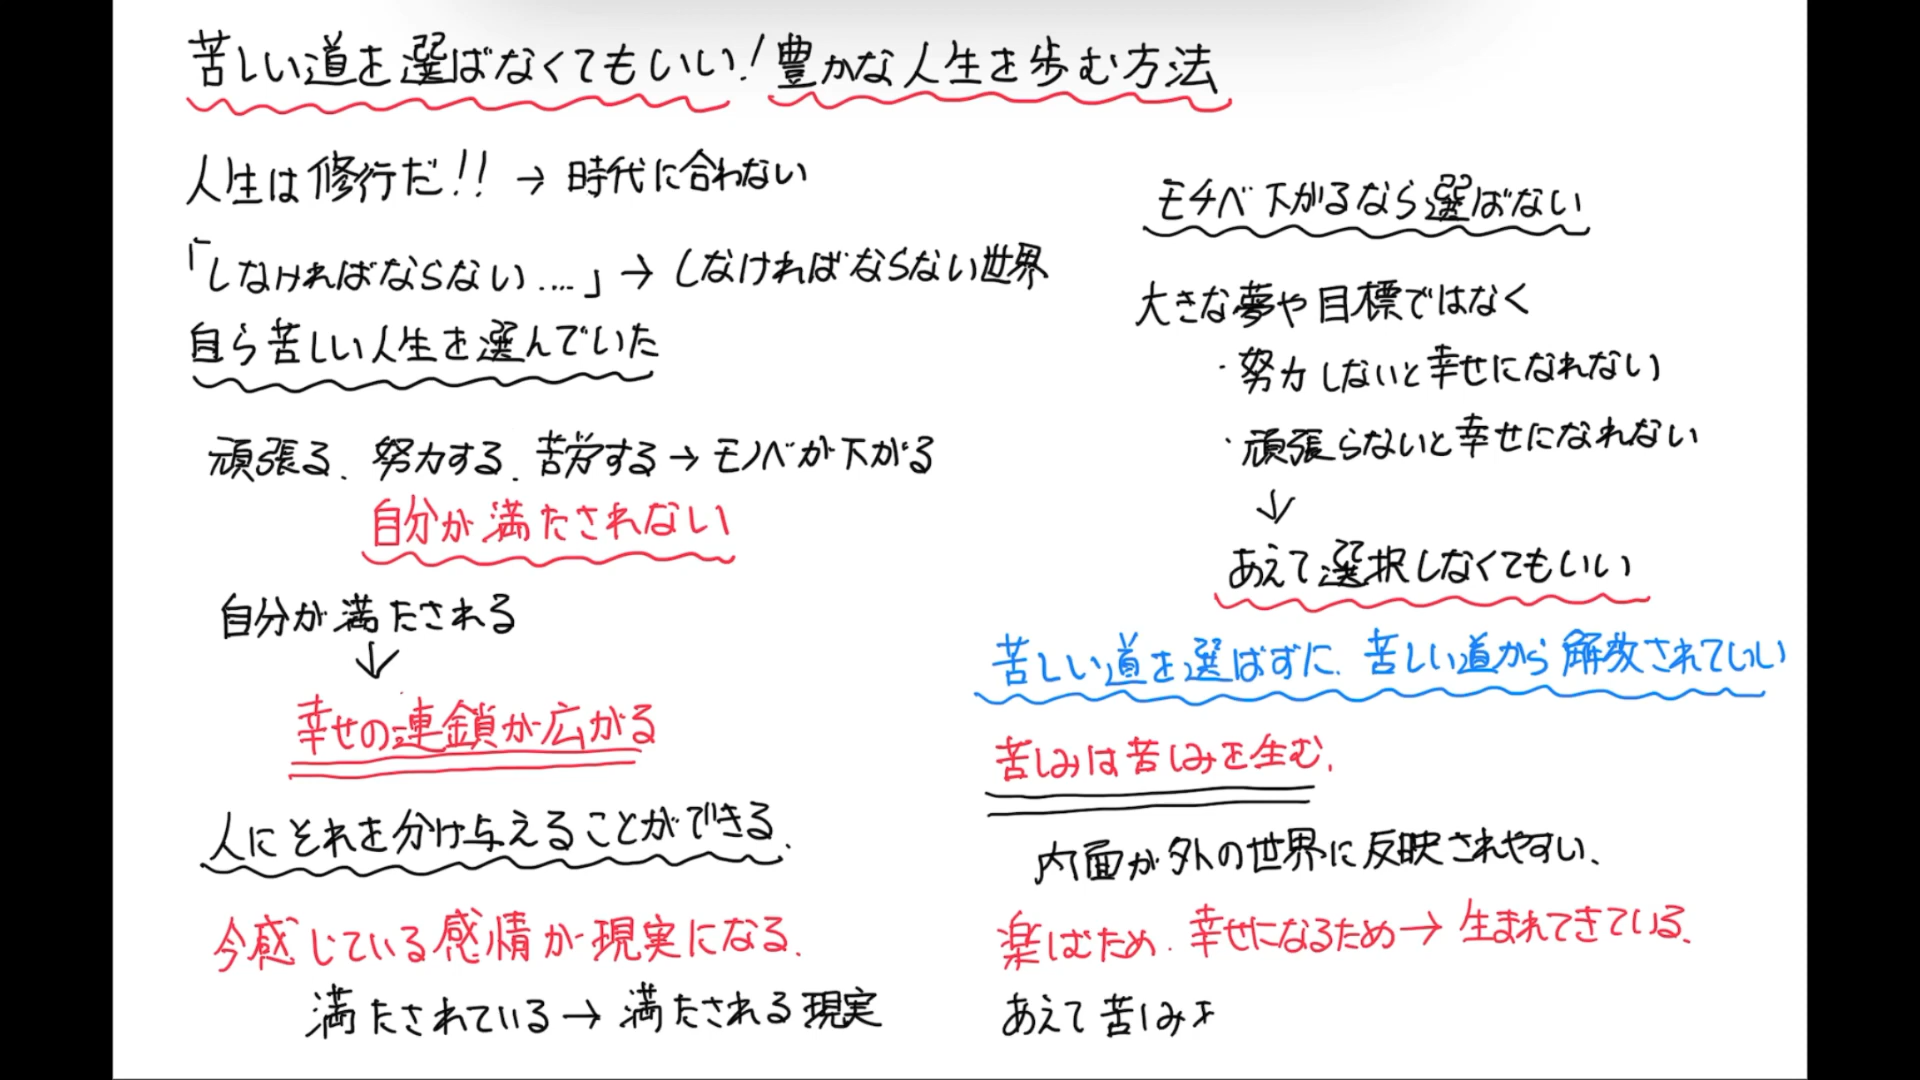 苦しい道を選ばなくてもいい!豊かな人生を歩む方法
人生は修行だ!! → 時代に合わない
「しなければならない....」→ しなければならない世界
自ら苦しい人生を選んでいた
頑張る、努力する、苦労する → モノベが下がる
自分が満たされない
自分が満たされる
↓
幸せの連鎖が広がる
人にそれを分け与えることができる、
今感じている感情が現実になる、
満たされている → 満たされる現実
モチベ下がるなら選ばない
大きな夢や目標ではなく
・努力しないと幸せになれない
・頑張らないと幸せになれない
↓
あえて選択しなくてもいい
苦しい道を選ばずに、苦しい道から解放されていい
苦しみは苦しみを生む、
内面が外の世界に反映されやすい、
楽しむため、幸せになるため → 生まれてきている、
あえて苦しみ